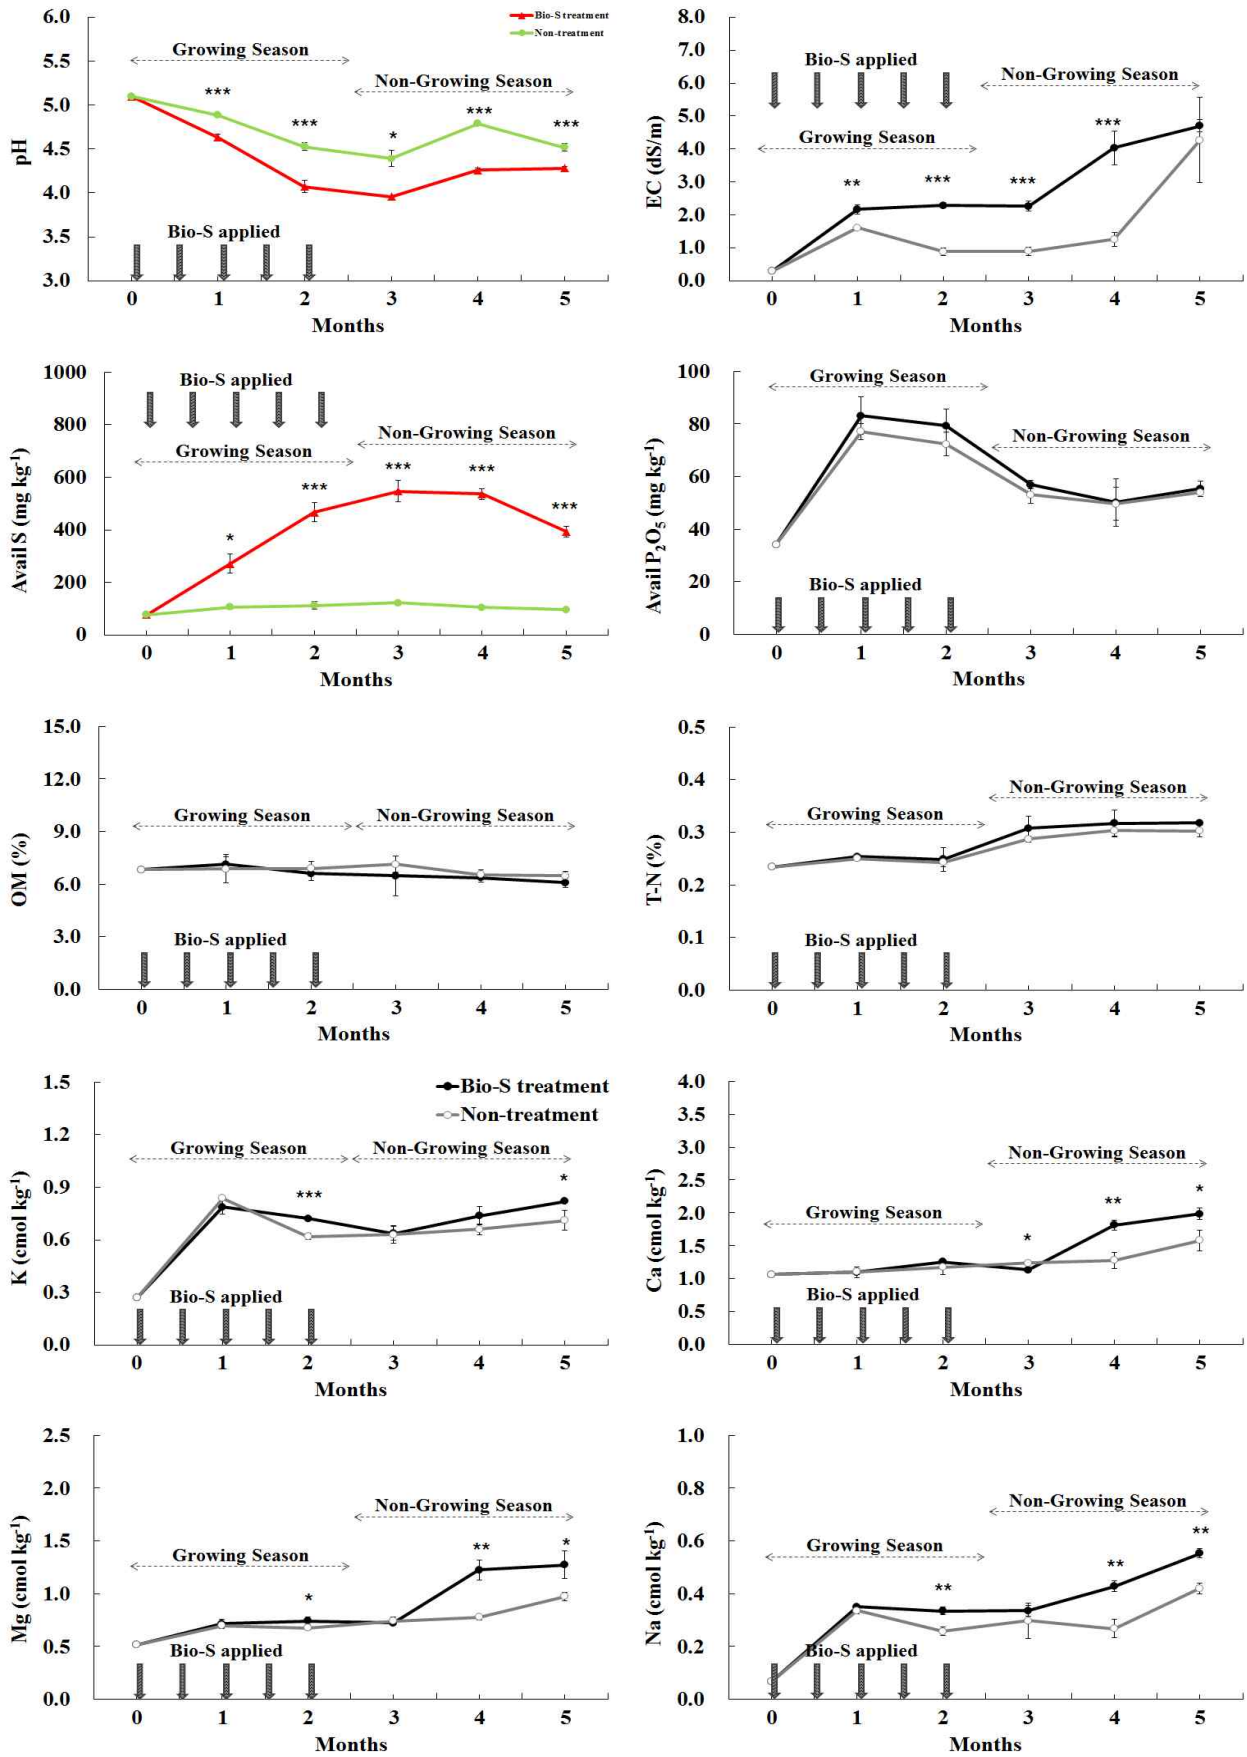 6.0
5.5
5.0
4.5
4.0
3.5
3.0
pH
Bio-S treatment
Non-treatment
Growing Season
Non-Growing Season
***
***
*
***
***
Bio-S applied
0 1 2 3 4 5
Months
8.0
7.0
6.0
5.0
4.0
3.0
2.0
1.0
0.0
EC (dS/m)
Bio-S applied
Non-Growing Season
Growing Season
**
***
***
***
0 1 2 3 4 5
Months
1000
800
600
400
200
0
Avail S (mg kg-1)
Bio-S applied
Non-Growing Season
Growing Season
*
***
***
***
***
0 1 2 3 4 5
Months
100
80
60
40
20
0
Avail P2O5 (mg kg-1)
Growing Season
Non-Growing Season
Bio-S applied
0 1 2 3 4 5
Months
15.0
12.0
9.0
6.0
3.0
0.0
OM (%)
Growing Season
Non-Growing Season
Bio-S applied
0 1 2 3 4 5
Months
0.5
0.4
0.3
0.2
0.1
0.0
T-N (%)
Non-Growing Season
Growing Season
Bio-S applied
0 1 2 3 4 5
Months
1.5
1.2
0.9
0.6
0.3
0.0
K (cmol kg-1)
Bio-S treatment
Non-treatment
Growing Season
Non-Growing Season
***
*
Bio-S applied
0 1 2 3 4 5
Months
4.0
3.5
3.0
2.5
2.0
1.5
1.0
0.5
0.0
Ca (cmol kg-1)
Non-Growing Season
Growing Season
*
**
*
Bio-S applied
0 1 2 3 4 5
Months
2.5
2.0
1.5
1.0
0.5
0.0
Mg (cmol kg-1)
Non-Growing Season
Growing Season
*
**
*
Bio-S applied
0 1 2 3 4 5
Months
1.0
0.8
0.6
0.4
0.2
0.0
Na (cmol kg-1)
Non-Growing Season
Growing Season
**
**
**
Bio-S applied
0 1 2 3 4 5
Months